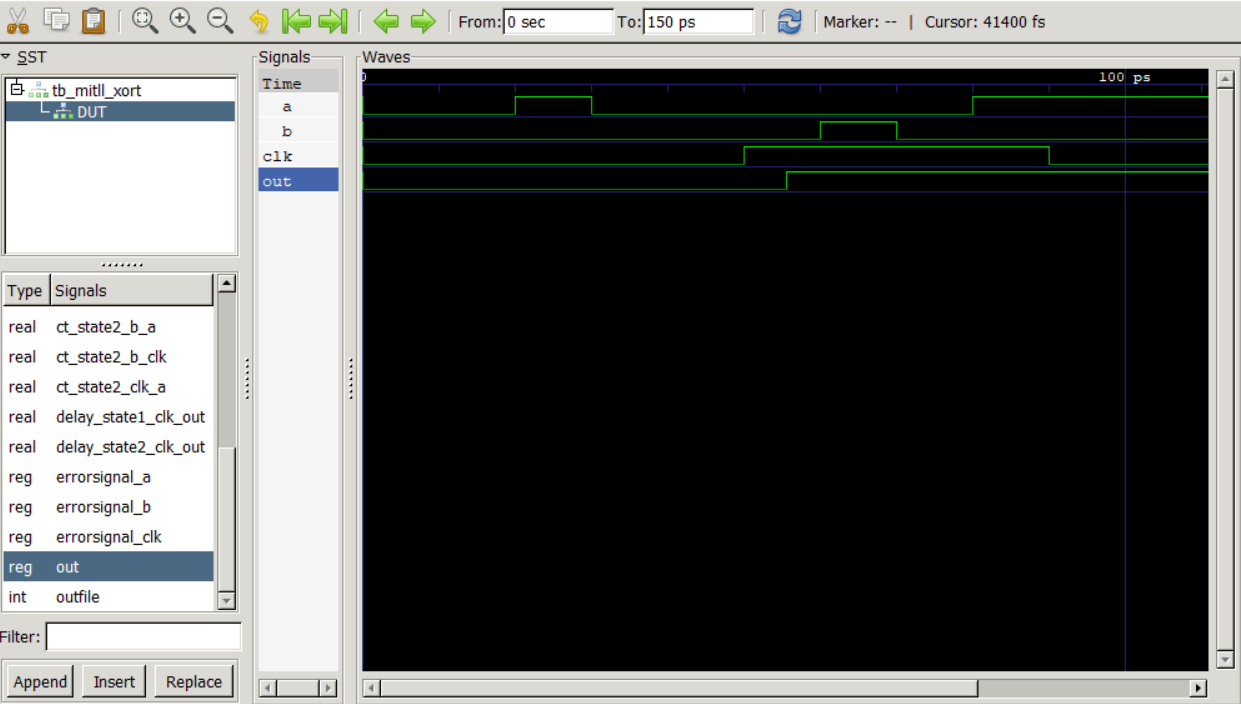 From: 0 sec To: 150 ps Marker: -- | Cursor: 41400 fs
SST
tb_mitll_xort
DUT
Type Signals
real ct_state2_b_a
real ct_state2_b_clk
real ct_state2_clk_a
real delay_state1_clk_out
real delay_state2_clk_out
reg errorsignal_a
reg errorsignal_b
reg errorsignal_clk
reg out
int outfile
Filter:
Append Insert Replace
Signals
Time
a
b
clk
out
Waves
0 100 ps